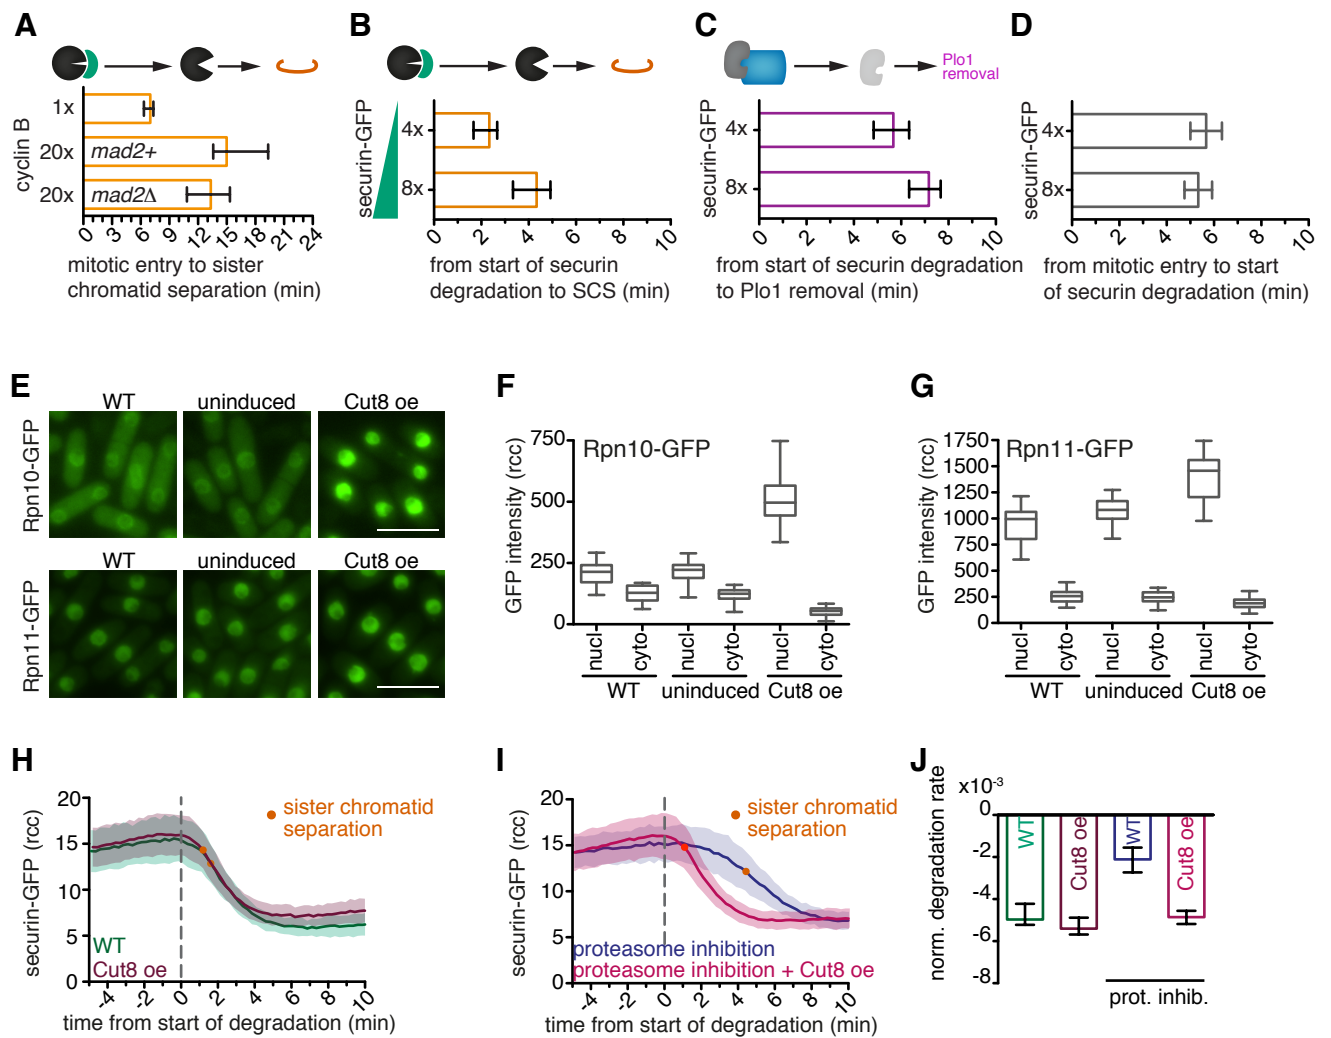 A
1x
20x
20x
mad2+
mad2Δ
cyclin B
0 3 6 9 12 15 18 21 24
mitotic entry to sister
chromatid separation (min)
B
securin-GFP
4x
8x
0 2 4 6 8 10
from start of securin
degradation to SCS (min)
C
Plo1
removal
securin-GFP
4x
8x
0 2 4 6 8 10
from start of securin degradation
to Plo1 removal (min)
D
securin-GFP
4x
8x
0 2 4 6 8 10
from mitotic entry to start
of securin degradation (min)
E
WT uninduced Cut8 oe
Rpn10-GFP
WT uninduced Cut8 oe
Rpn11-GFP
F
Rpn10-GFP
GFP intensity (rcc)
750
500
250
0
nucl cyto nucl cyto nucl cyto
WT uninduced Cut8 oe
G
Rpn11-GFP
GFP intensity (rcc)
1750
1500
1250
1000
750
500
250
0
nucl cyto nucl cyto nucl cyto
WT uninduced Cut8 oe
H
securin-GFP (rcc)
20
15
10
5
0
sister chromatid
separation
WT
Cut8 oe
-4 -2 0 2 4 6 8 10
time from start of degradation (min)
I
securin-GFP (rcc)
20
15
10
5
0
sister chromatid
separation
proteasome inhibition
proteasome inhibition + Cut8 oe
-4 -2 0 2 4 6 8 10
time from start of degradation (min)
J
norm. degradation rate
x10-3
0
-2
-4
-6
-8
WT
Cut8 oe
WT
Cut8 oe
prot. inhib.